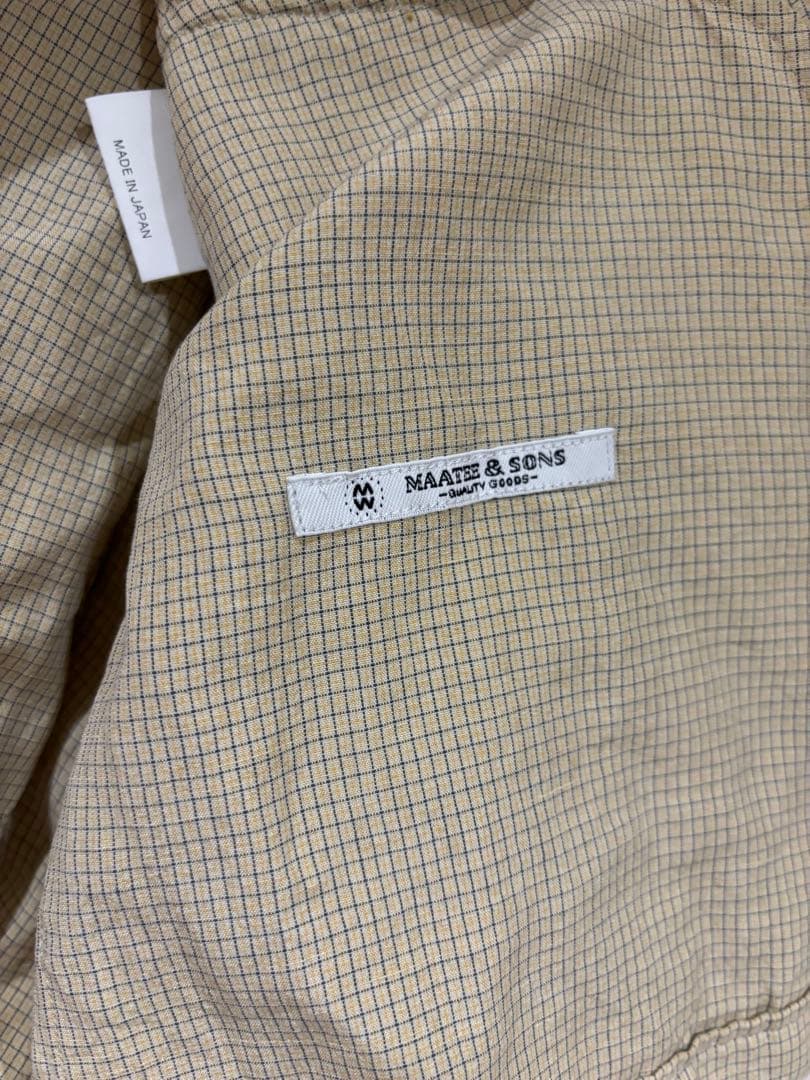 MADE IN JAPAN
MW
MAATEE & SONS
-QUALITY GOODS-